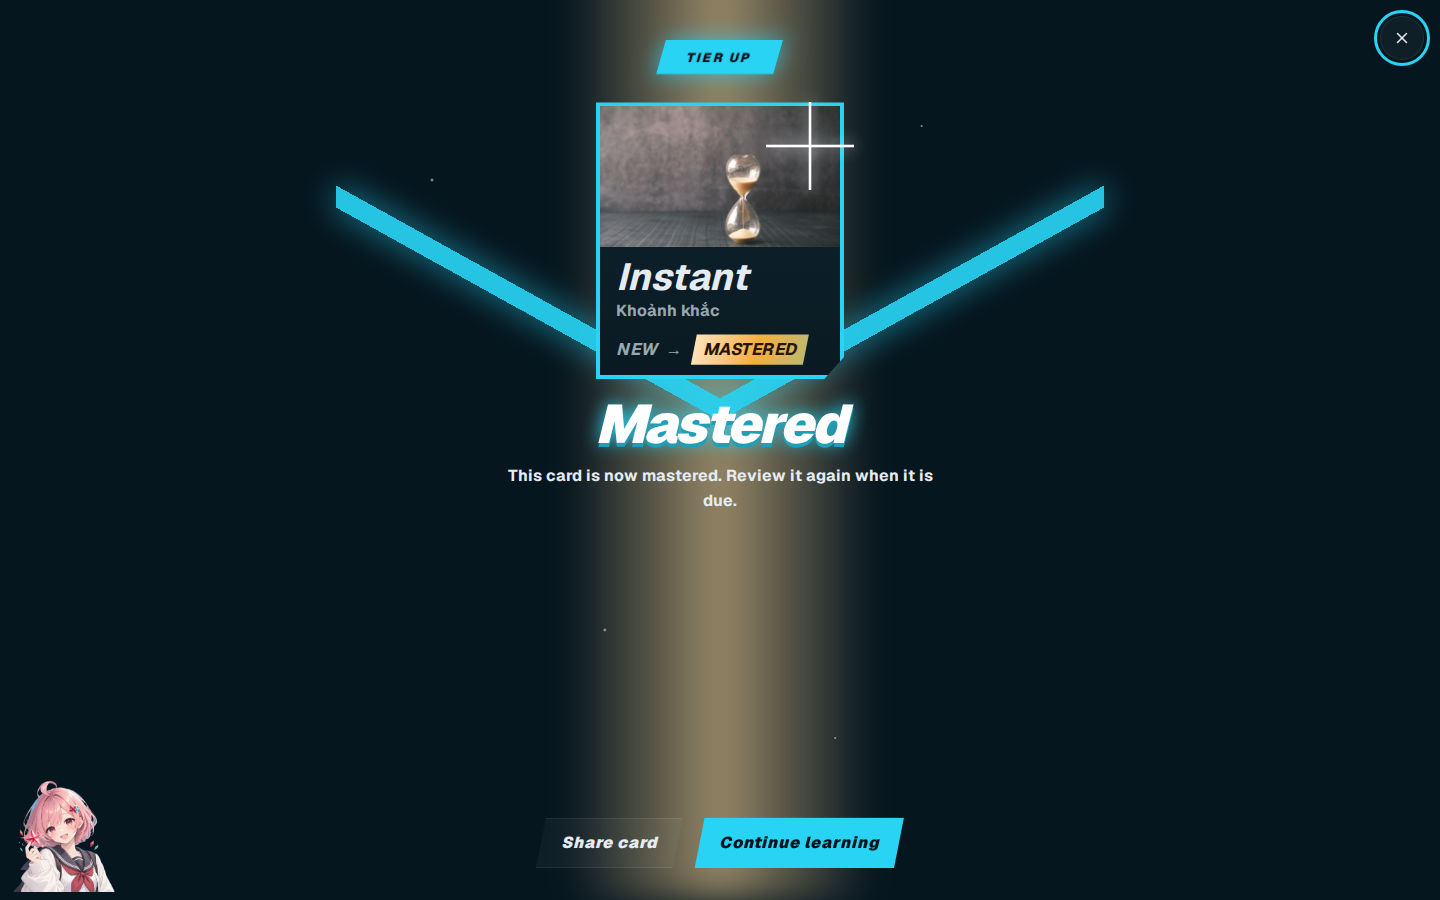 TIER UP
Instant
Khoảnh khắc
NEW → MASTERED
Mastered
This card is now mastered. Review it again when it is
due.
Share card
Continue learning